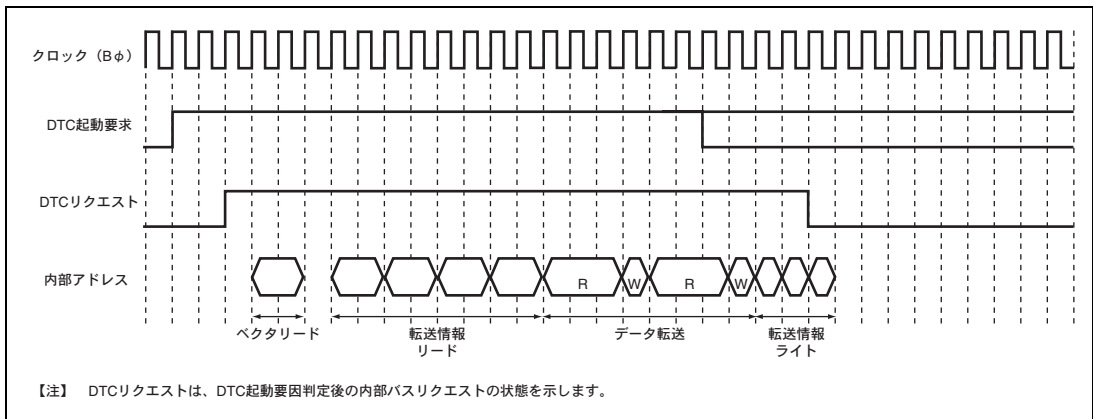 クロック（Bφ）
DTC起動要求
DTCリクエスト
内部アドレス
R
W
R
W
ベクタリード
転送情報
リード
データ転送
転送情報
ライト
【注】 DTCリクエストは、DTC起動要因判定後の内部バスリクエストの状態を示します。